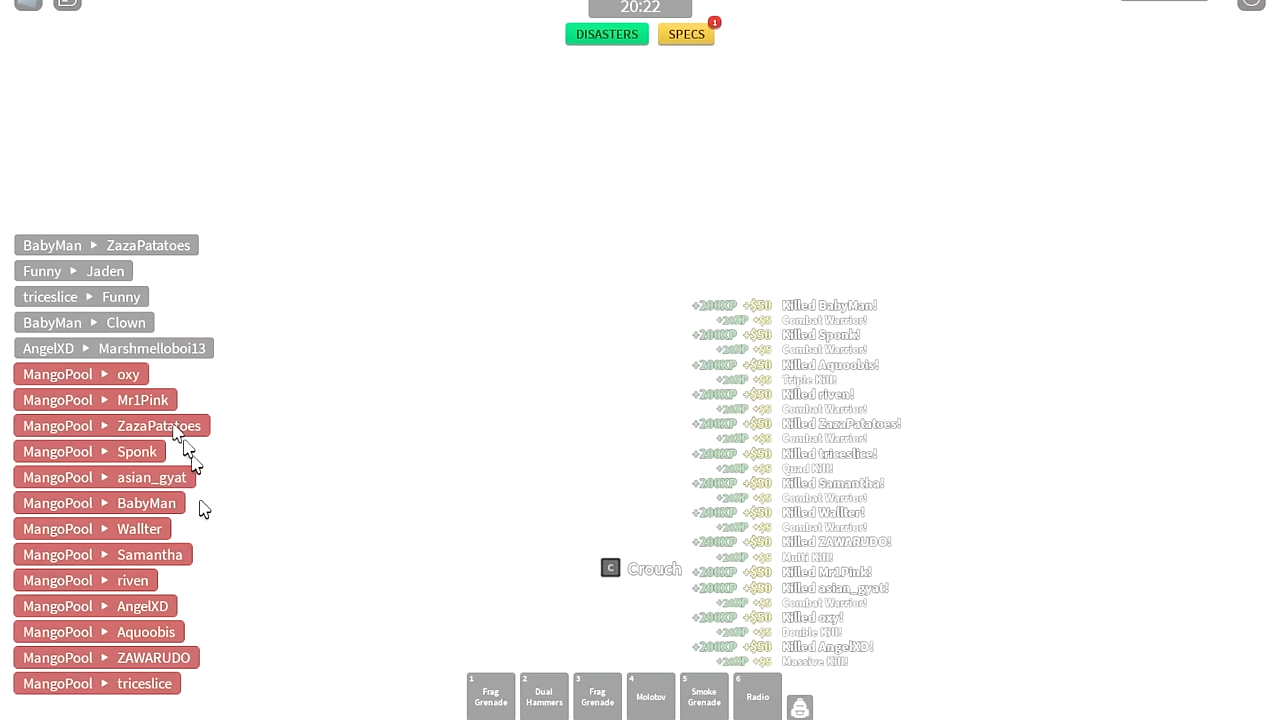 20:22
DISASTERS
SPECS
1
BabyMan ZazaPatatoes
Funny Jaden
triceslice Funny
BabyMan Clown
AngelXD Marshmelloboi13
MangoPool oxy
MangoPool Mr1Pink
MangoPool ZazaPatatoes
MangoPool Sponk
MangoPool asian_gyat
MangoPool BabyMan
MangoPool Wallter
MangoPool Samantha
MangoPool riven
MangoPool AngelXD
MangoPool Aquoobis
MangoPool ZAWARUDO
MangoPool triceslice
+200XP +$50 Killed BabyMan!
+20XP +$5 Combat Warrior!
+200XP +$50 Killed Sponk!
+20XP +$5 Combat Warrior!
+200XP +$50 Killed Aquoobis!
+20XP +$5 Triple Kill!
+200XP +$50 Killed riven!
+20XP +$5 Combat Warrior!
+200XP +$50 Killed ZazaPatatoes!
+20XP +$5 Combat Warrior!
+200XP +$50 Killed triceslice!
+20XP +$5 Quad Kill!
+200XP +$50 Killed Samantha!
+20XP +$5 Combat Warrior!
+200XP +$50 Killed Wallter!
+20XP +$5 Combat Warrior!
+200XP +$50 Killed ZAWARUDO!
+20XP +$5 Multi Kill!
+200XP +$50 Killed Mr1Pink!
+200XP +$50 Killed asian_gyat!
+20XP +$5 Combat Warrior!
+200XP +$50 Killed oxy!
+20XP +$5 Double Kill!
+200XP +$50 Killed AngelXD!
+20XP +$5 Massive Kill!
C Crouch
1 Frag
Grenade
2 Dual
Hammers
3 Frag
Grenade
4 Molotov
5 Smoke
Grenade
6 Radio